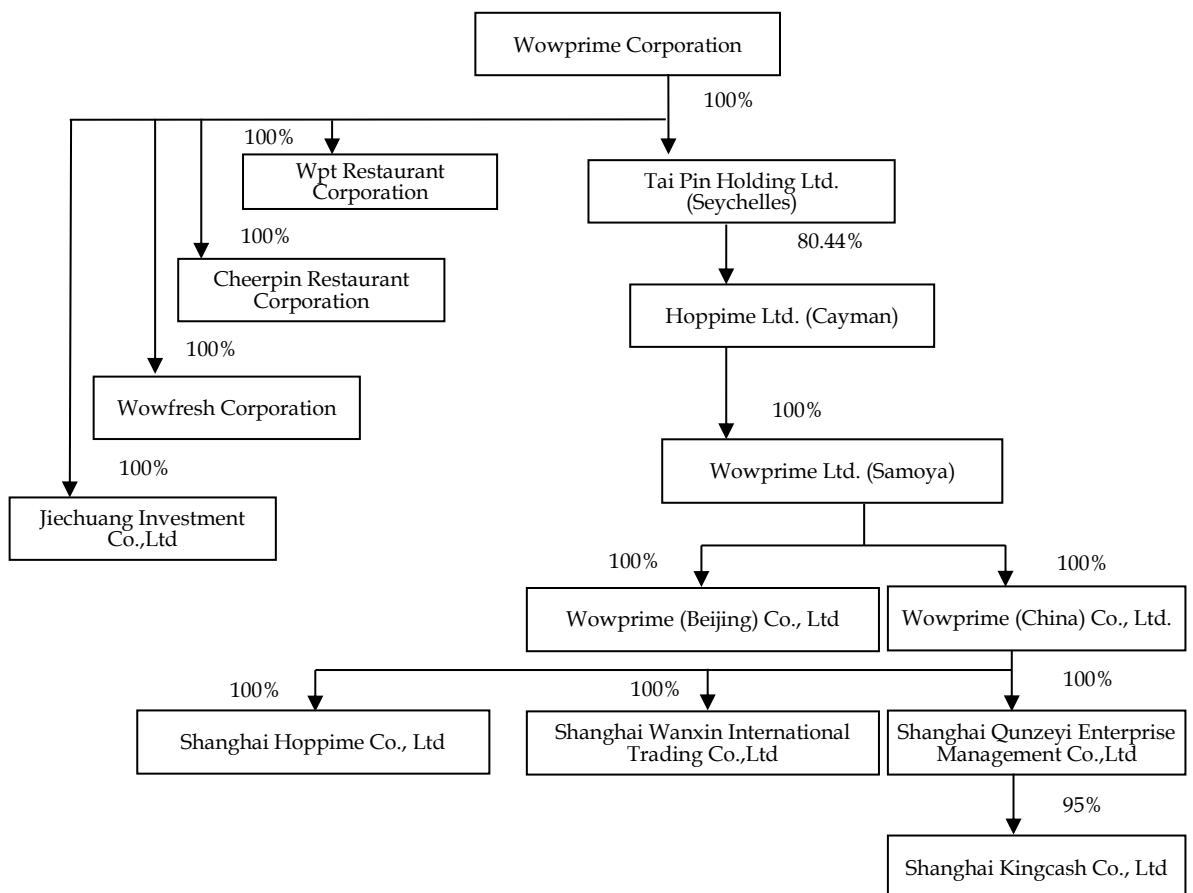 Wowprime Corporation
100%
100%
Wpt Restaurant
Corporation
Tai Pin Holding Ltd.
(Seychelles)
100%
80.44%
Cheerpin Restaurant
Corporation
Hoppime Ltd. (Cayman)
100%
Wowfresh Corporation
100%
100%
Wowprime Ltd. (Samoya)
Jiechuang Investment
Co.,Ltd
100%
100%
Wowprime (Beijing) Co., Ltd
Wowprime (China) Co., Ltd.
100%
100%
100%
Shanghai Hoppime Co., Ltd
Shanghai Wanxin International
Trading Co.,Ltd
Shanghai Qunzeyi Enterprise
Management Co.,Ltd
95%
Shanghai Kingcash Co., Ltd